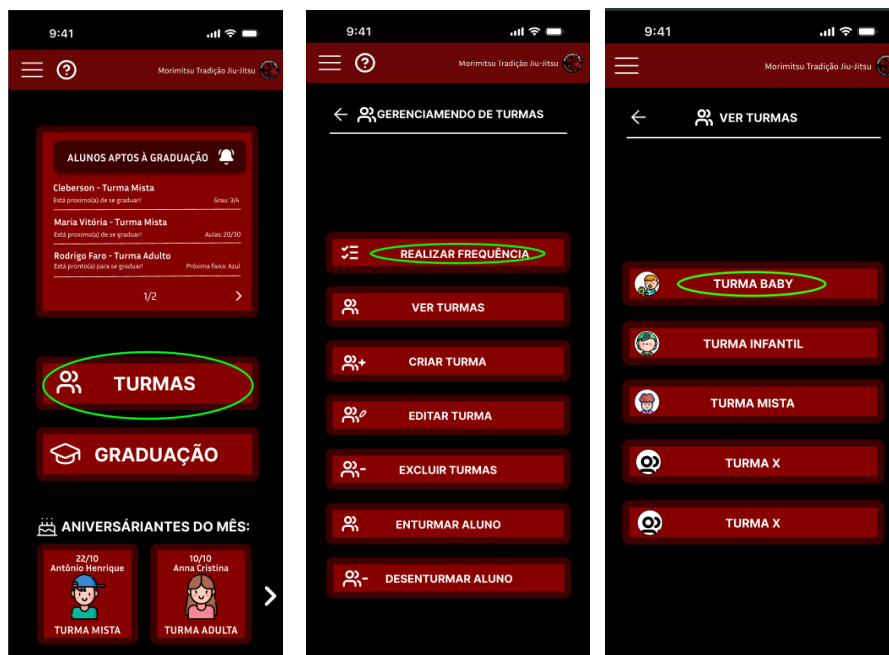 9:41
Morimitsu Tradição Jiu-Jitsu
ALUNOS APTOS À GRADUAÇÃO
Cleberson - Turma Mista
Está proximo(a) de se graduar!
Grau: 3/4
Maria Vitória - Turma Mista
Está proximo(a) de se graduar!
Aulas: 20/30
Rodrigo Faro - Turma Adulto
Está pronto(a) para se graduar!
Próxima faixa: Azul
1/2
TURMAS
GRADUAÇÃO
ANIVERSÁRIANTES DO MÊS:
22/10
Antônio Henrique
TURMA MISTA
10/10
Anna Cristina
TURMA ADULTA
9:41
Morimitsu Tradição Jiu-Jitsu
GERENCIAMENDO DE TURMAS
REALIZAR FREQUÊNCIA
VER TURMAS
CRIAR TURMA
EDITAR TURMA
EXCLUIR TURMAS
ENTURMAR ALUNO
DESENTURMAR ALUNO
9:41
Morimitsu Tradição Jiu-Jitsu
VER TURMAS
TURMA BABY
TURMA INFANTIL
TURMA MISTA
TURMA X
TURMA X